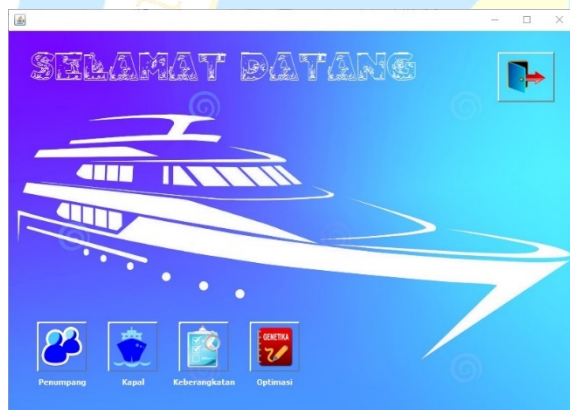 SELAMAT DATANG
GENETIKA
Penumpang
Kapal
Keberangkatan
Optimasi